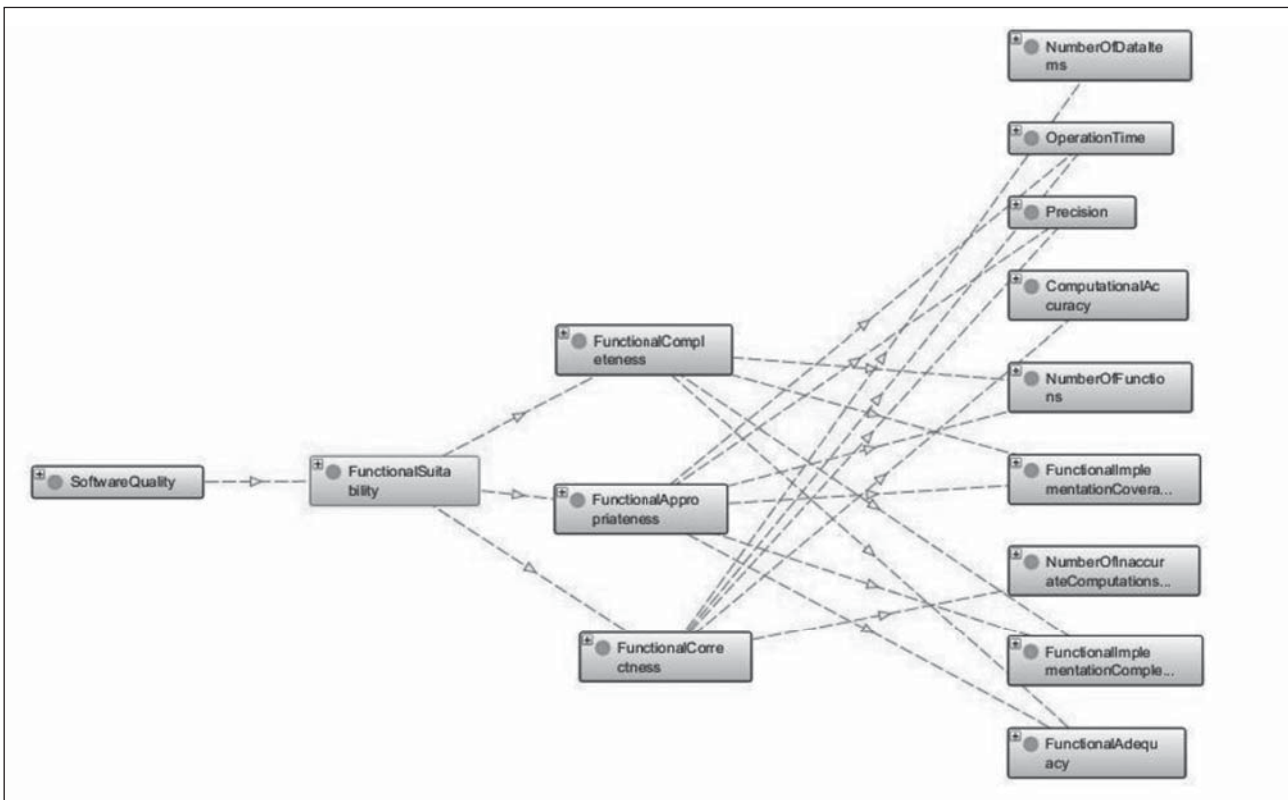 SoftwareQuality
FunctionalSuita
bility
FunctionalCompl
eteness
FunctionalAppro
priateness
FunctionalCorre
ctness
NumberOfDataIte
ms
OperationTime
Precision
ComputationalAc
curacy
NumberOfFunctio
ns
FunctionalImple
mentationCovera...
NumberOfInaccur
ateComputations...
FunctionalImple
mentationComple...
FunctionalAdequ
acy